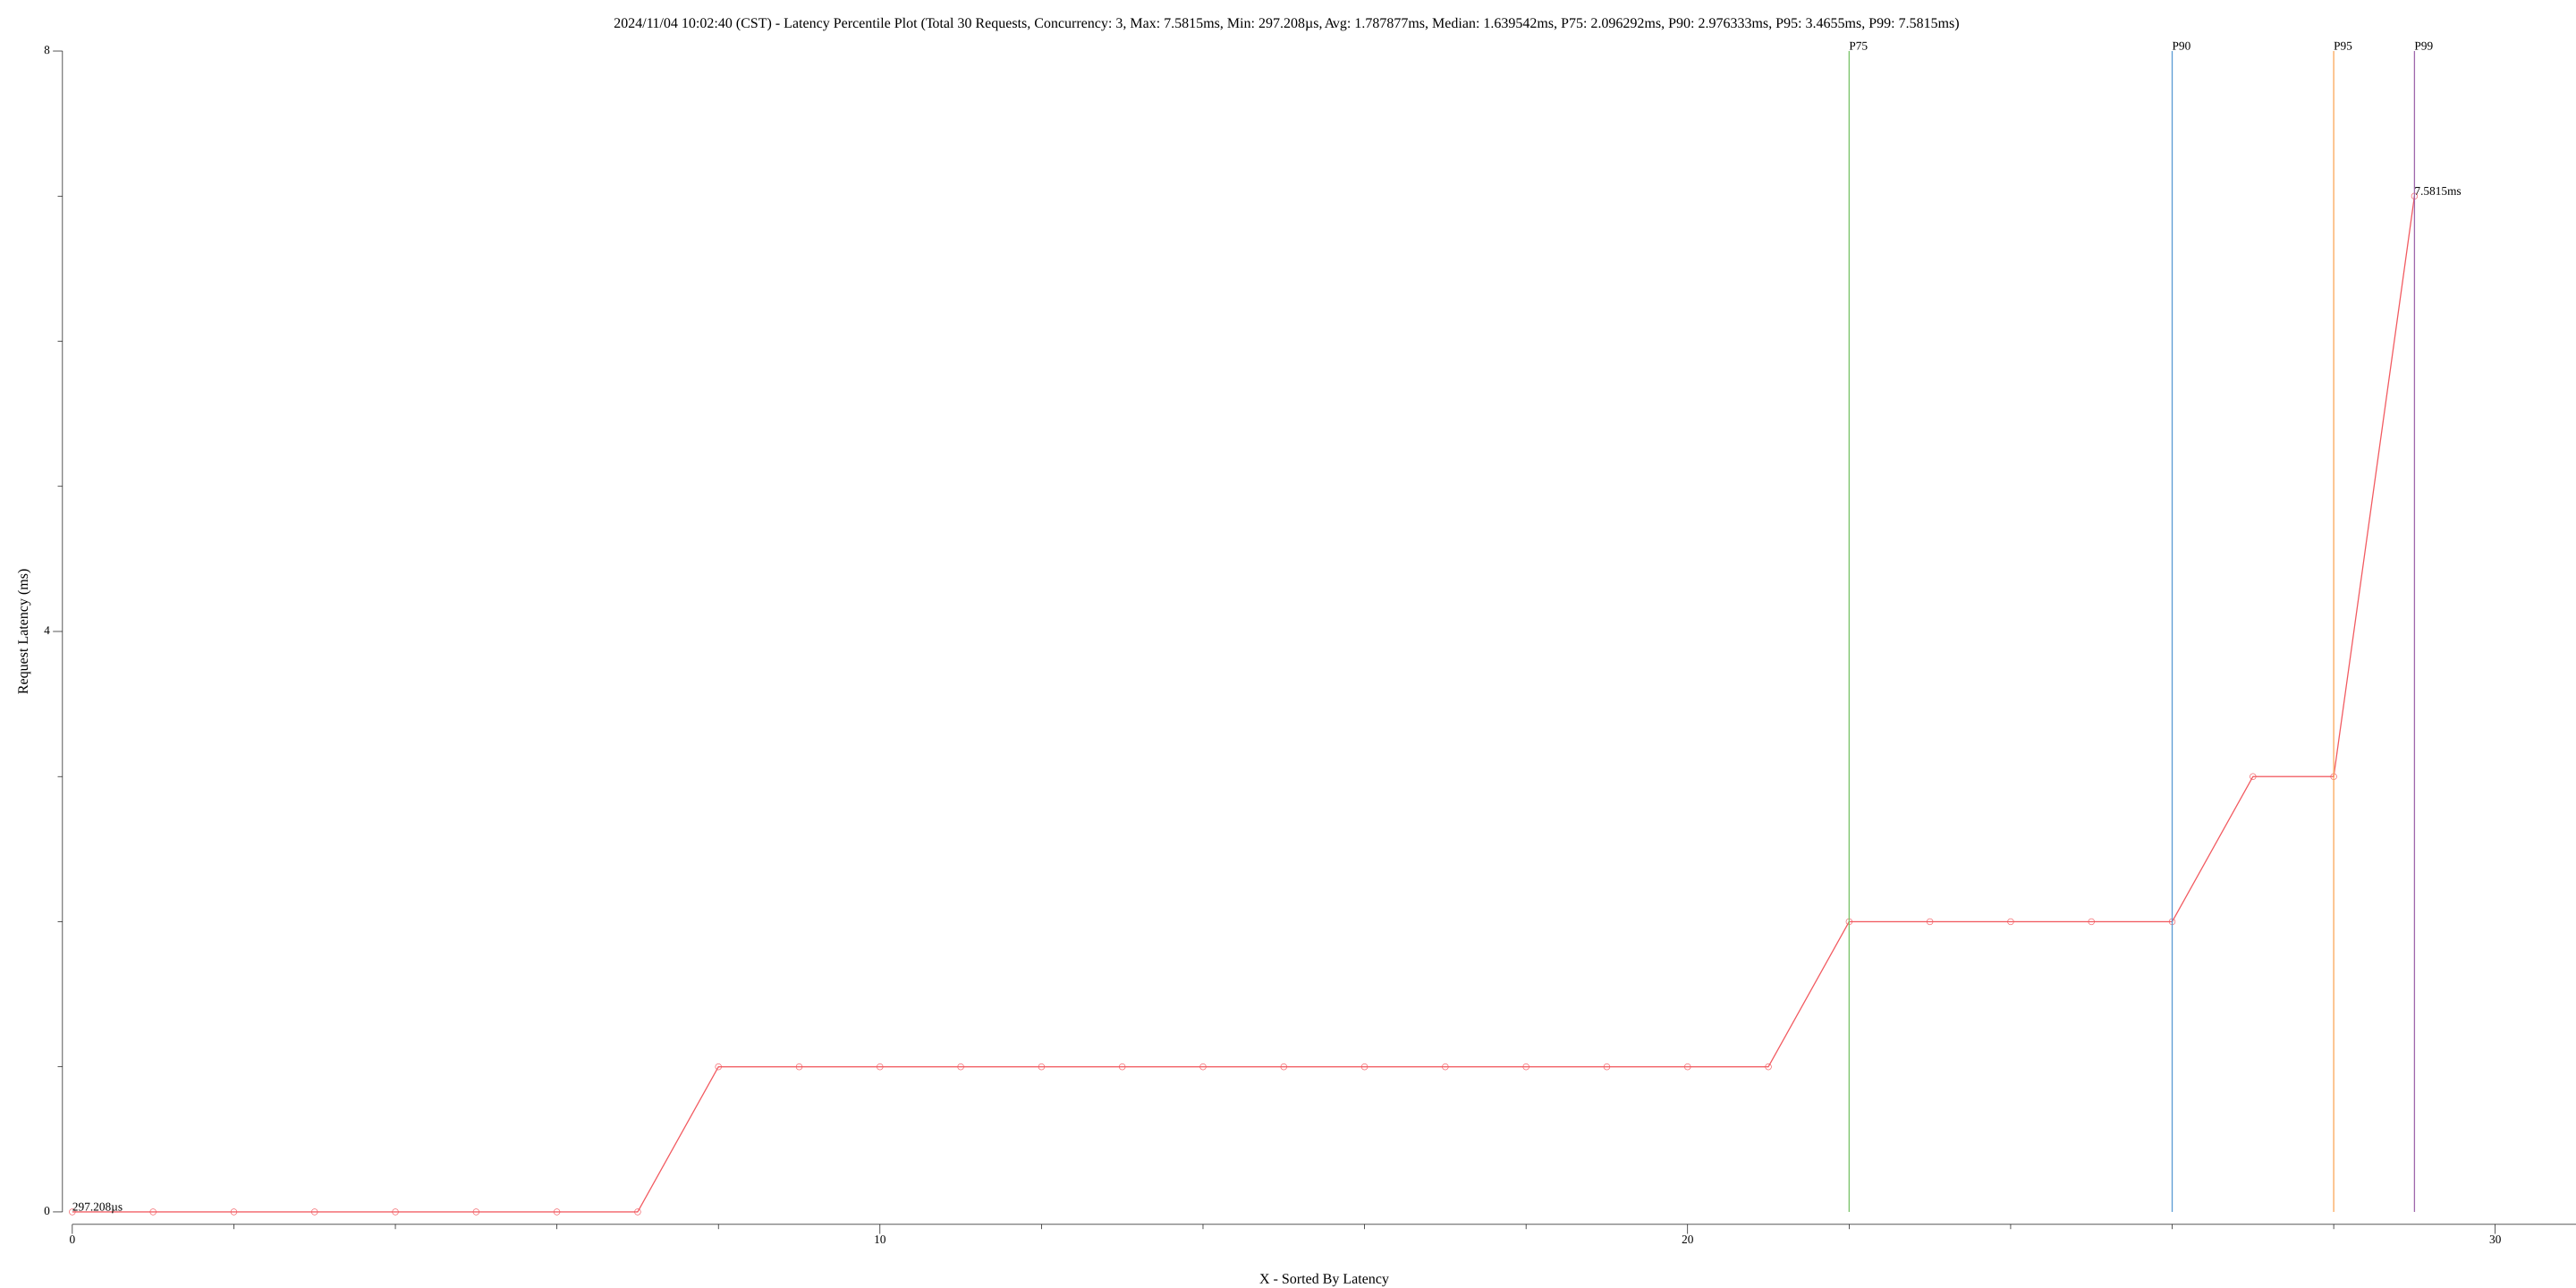 2024/11/04 10:02:40 (CST) - Latency Percentile Plot (Total 30 Requests, Concurrency: 3, Max: 7.5815ms, Min: 297.208µs, Avg: 1.787877ms, Median: 1.639542ms, P75: 2.096292ms, P90: 2.976333ms, P95: 3.4655ms, P99: 7.5815ms)
P75 P90 P95 P99
8
7.5815ms
4
Request Latency (ms)
297.208µs
0
0 10 20 30
X - Sorted By Latency